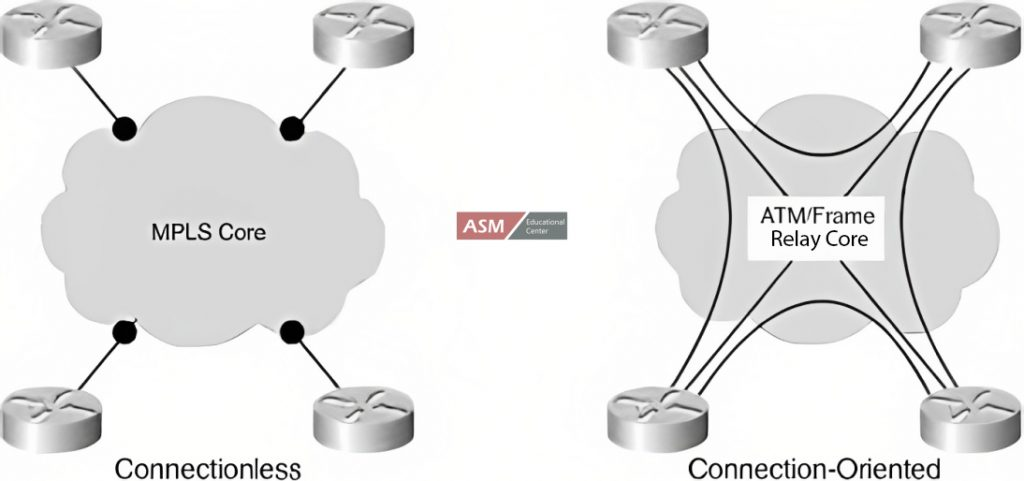 MPLS Core
ASM Educational
Center
ATM/Frame
Relay Core
Connectionless
Connection-Oriented